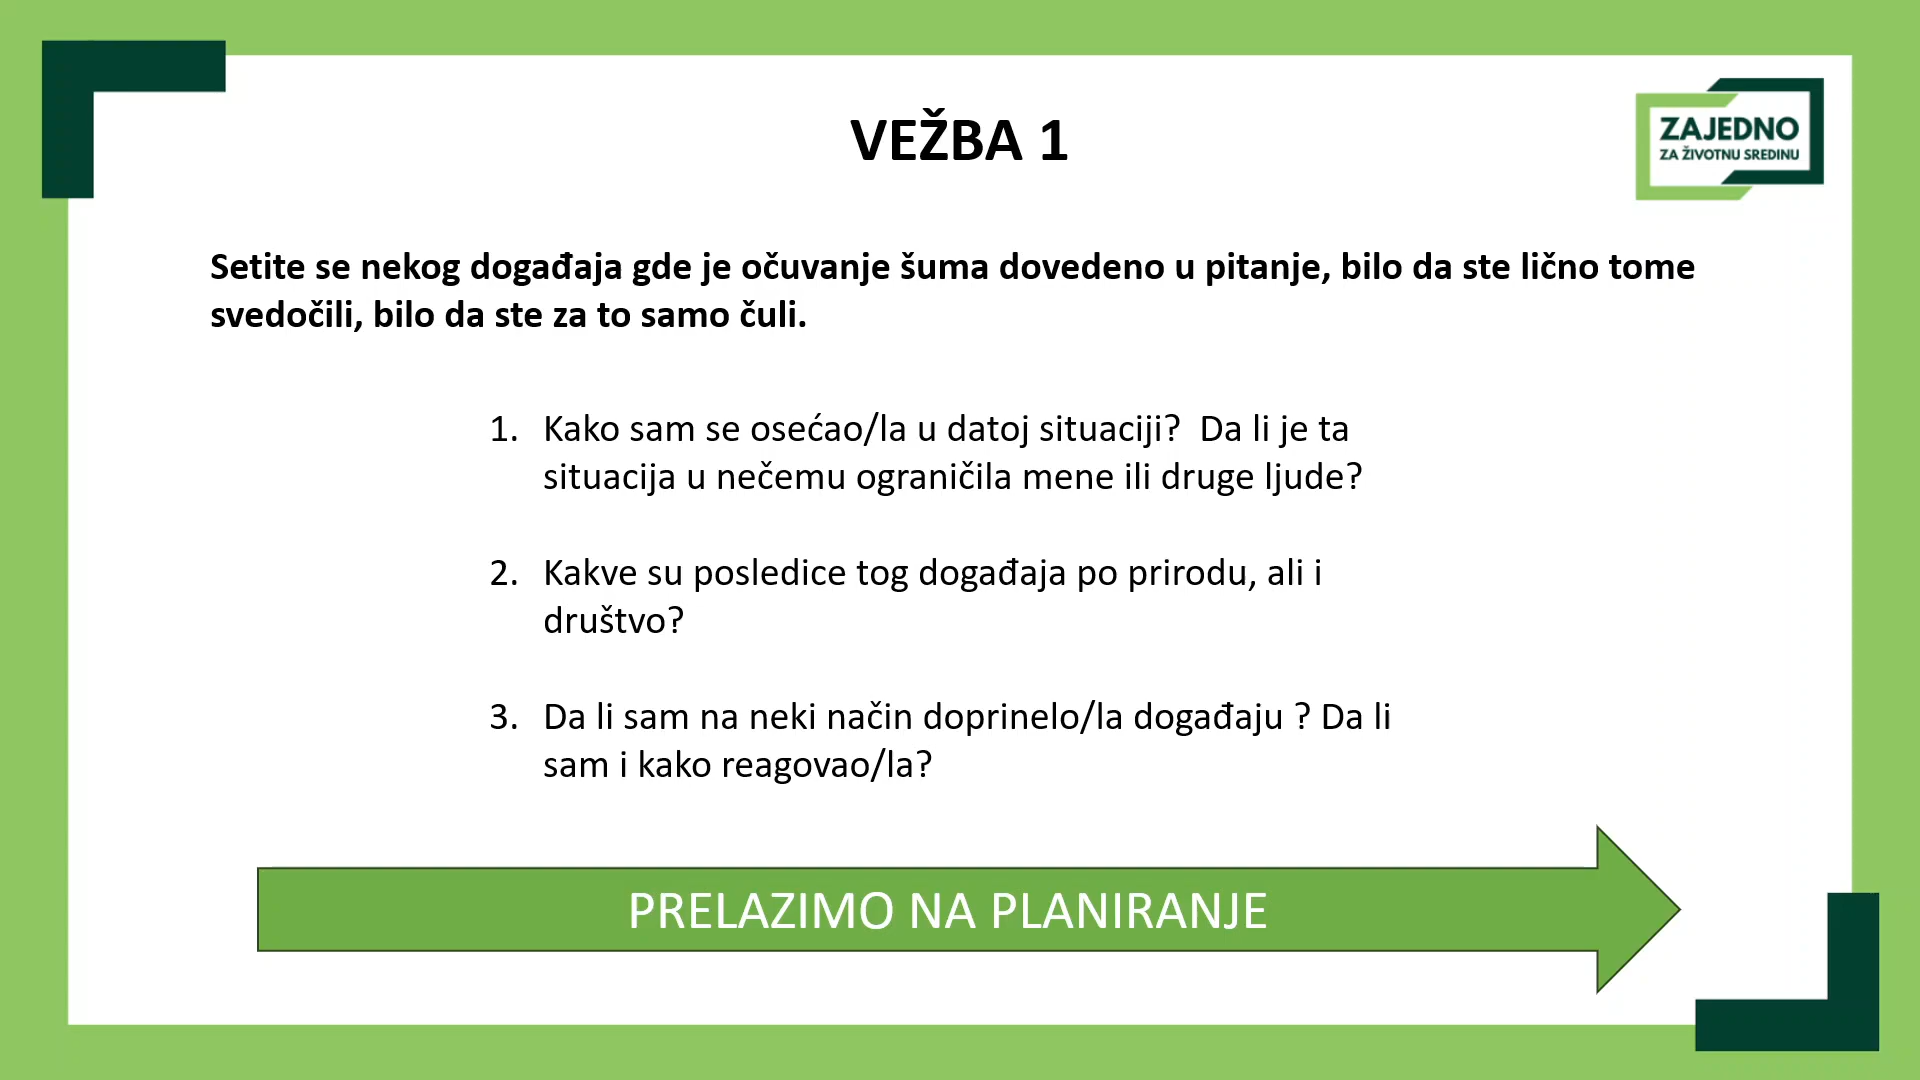 VEŽBA 1
ZAJEDNO
ZA ŽIVOTNU SREDINU
Setite se nekog događaja gde je očuvanje šuma dovedeno u pitanje, bilo da ste lično tome
svedočili, bilo da ste za to samo čuli.
1. Kako sam se osećao/la u datoj situaciji?  Da li je ta
situacija u nečemu ograničila mene ili druge ljude?
2. Kakve su posledice tog događaja po prirodu, ali i
društvo?
3. Da li sam na neki način doprinelo/la događaju ? Da li
sam i kako reagovao/la?
PRELAZIMO NA PLANIRANJE